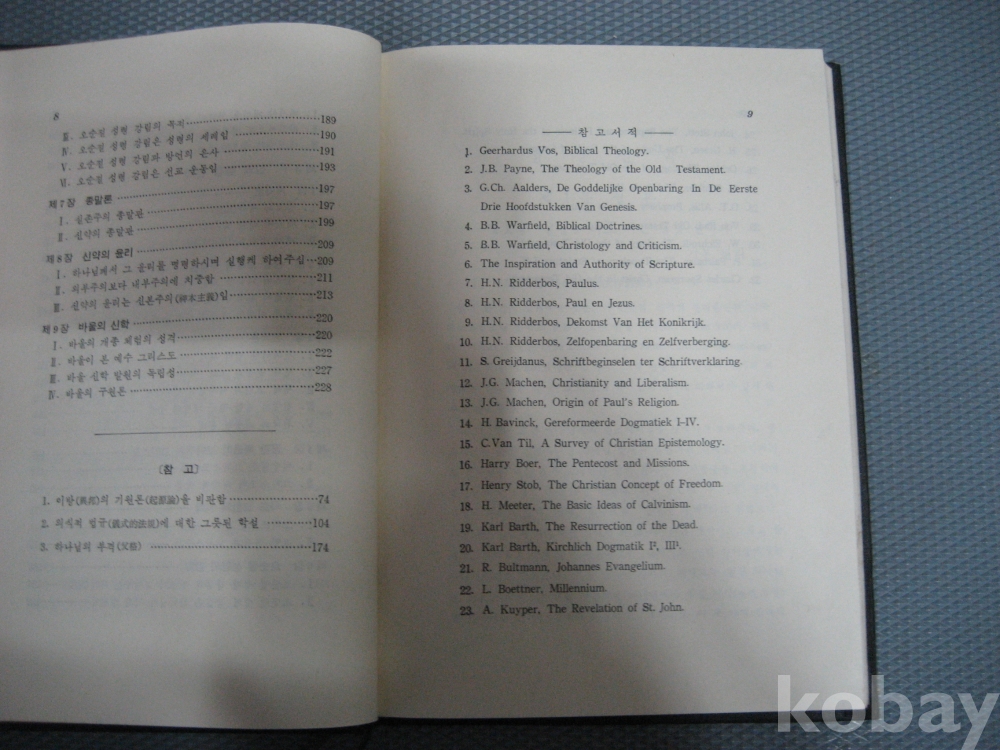 8
Ⅲ. 오순절 성령 강림의 목적 ……189
Ⅳ. 오순절 성령 강림은 성령의 세례임 ……190
Ⅴ. 오순절 성령 강림과 방언의 은사 ……191
Ⅵ. 오순절 성령 강림은 선교 운동임 ……193
제7장 종말론 ……197
Ⅰ. 실존주의 종말관 ……197
Ⅱ. 신약의 종말관 ……199
제8장 신약의 윤리 ……209
Ⅰ. 하나님께서 그 윤리를 명령하시며 실행케 하여주심 ……209
Ⅱ. 외부주의보다 내부주의에 치중함 ……211
Ⅲ. 신약의 윤리는 신본주의(神本主義)임 ……213
제9장 바울의 신학 ……220
Ⅰ. 바울의 개종 체험의 성격 ……220
Ⅱ. 바울이 본 예수 그리스도 ……222
Ⅲ. 바울 신학 발원의 독립성 ……227
Ⅳ. 바울의 구원론 ……228
〔참 고〕
1. 이방(異邦)의 기원론(起源論)을 비판함 ……74
2. 의식적 법규(儀式的法規)에 대한 그릇된 학설 ……104
3. 하나님의 부격(父格) ……174
9
—— 참 고 서 적 ——
1. Geerhardus Vos, Biblical Theology.
2. J.B. Payne, The Theology of the Old Testament.
3. G.Ch. Aalders, De Goddelijke Openbaring In De Eerste
Drie Hoofdstukken Van Genesis.
4. B.B. Warfield, Biblical Doctrines.
5. B.B. Warfield, Christology and Criticism.
6. The Inspiration and Authority of Scripture.
7. H.N. Ridderbos, Paulus.
8. H.N. Ridderbos, Paul en Jezus.
9. H.N. Ridderbos, Dekomst Van Het Konikrijk.
10. H.N. Ridderbos, Zelfopenbaring en Zelfverberging.
11. S. Greijdanus, Schriftbeginselen ter Schriftverklaring.
12. J.G. Machen, Christianity and Liberalism.
13. J.G. Machen, Origin of Paul's Religion.
14. H. Bavinck, Gereformeerde Dogmatiek I–IV.
15. C. Van Til, A Survey of Christian Epistemology.
16. Harry Boer, The Pentecost and Missions.
17. Henry Stob, The Christian Concept of Freedom.
18. H. Meeter, The Basic Ideas of Calvinism.
19. Karl Barth, The Resurrection of the Dead.
20. Karl Barth, Kirchlich Dogmatik I², III¹.
21. R. Bultmann, Johannes Evangelium.
22. L. Boettner, Millennium.
23. A. Kuyper, The Revelation of St. John.
kobay